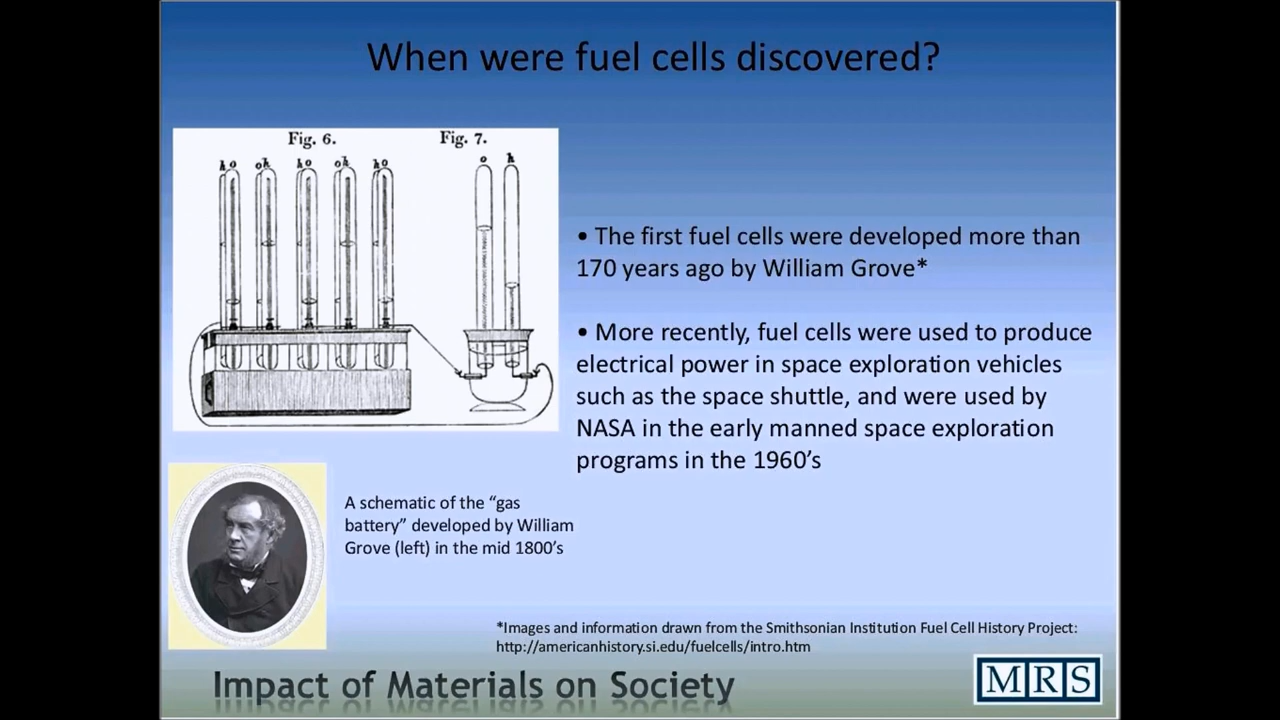 When were fuel cells discovered?
Fig. 6.
Fig. 7.
h o
o h
h o
o h
h o
o
h
• The first fuel cells were developed more than
170 years ago by William Grove*
• More recently, fuel cells were used to produce
electrical power in space exploration vehicles
such as the space shuttle, and were used by
NASA in the early manned space exploration
programs in the 1960’s
A schematic of the “gas
battery” developed by William
Grove (left) in the mid 1800’s
*Images and information drawn from the Smithsonian Institution Fuel Cell History Project:
http://americanhistory.si.edu/fuelcells/intro.htm
Impact of Materials on Society
MRS